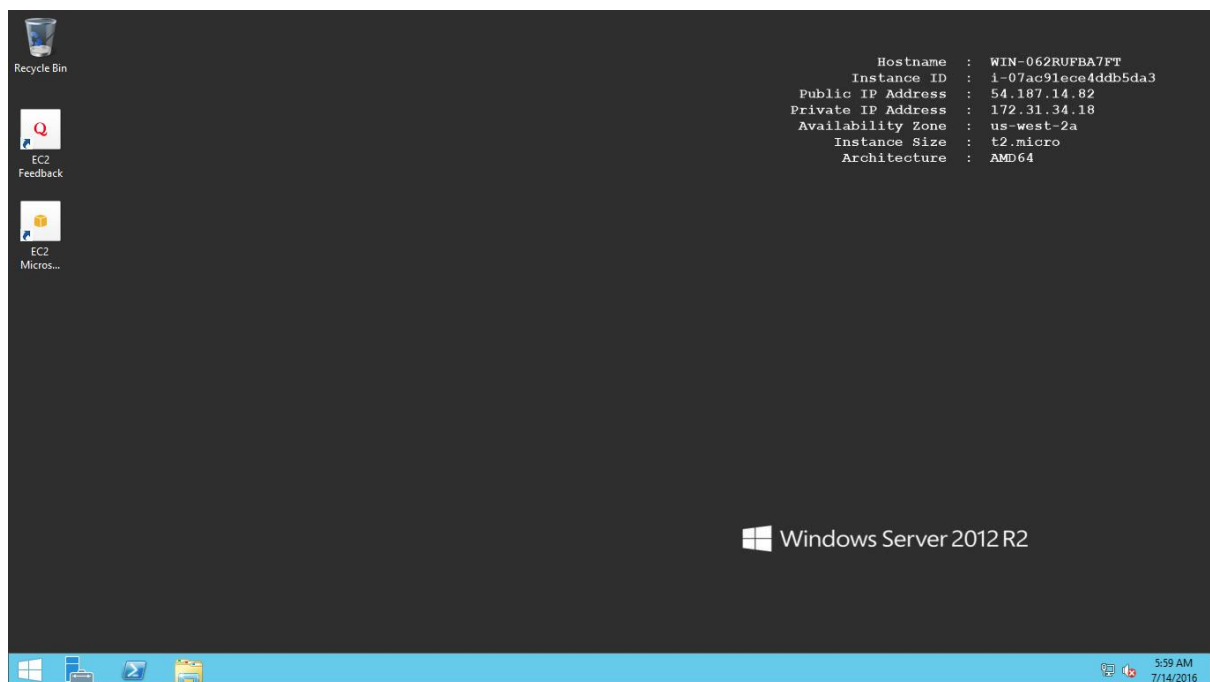 Recycle Bin
Q
EC2
Feedback
EC2
Micros...
Hostname : WIN-062RUFBA7FT
Instance ID : i-07ac91ece4ddb5da3
Public IP Address : 54.187.14.82
Private IP Address : 172.31.34.18
Availability Zone : us-west-2a
Instance Size : t2.micro
Architecture : AMD64
Windows Server 2012 R2
5:59 AM
7/14/2016